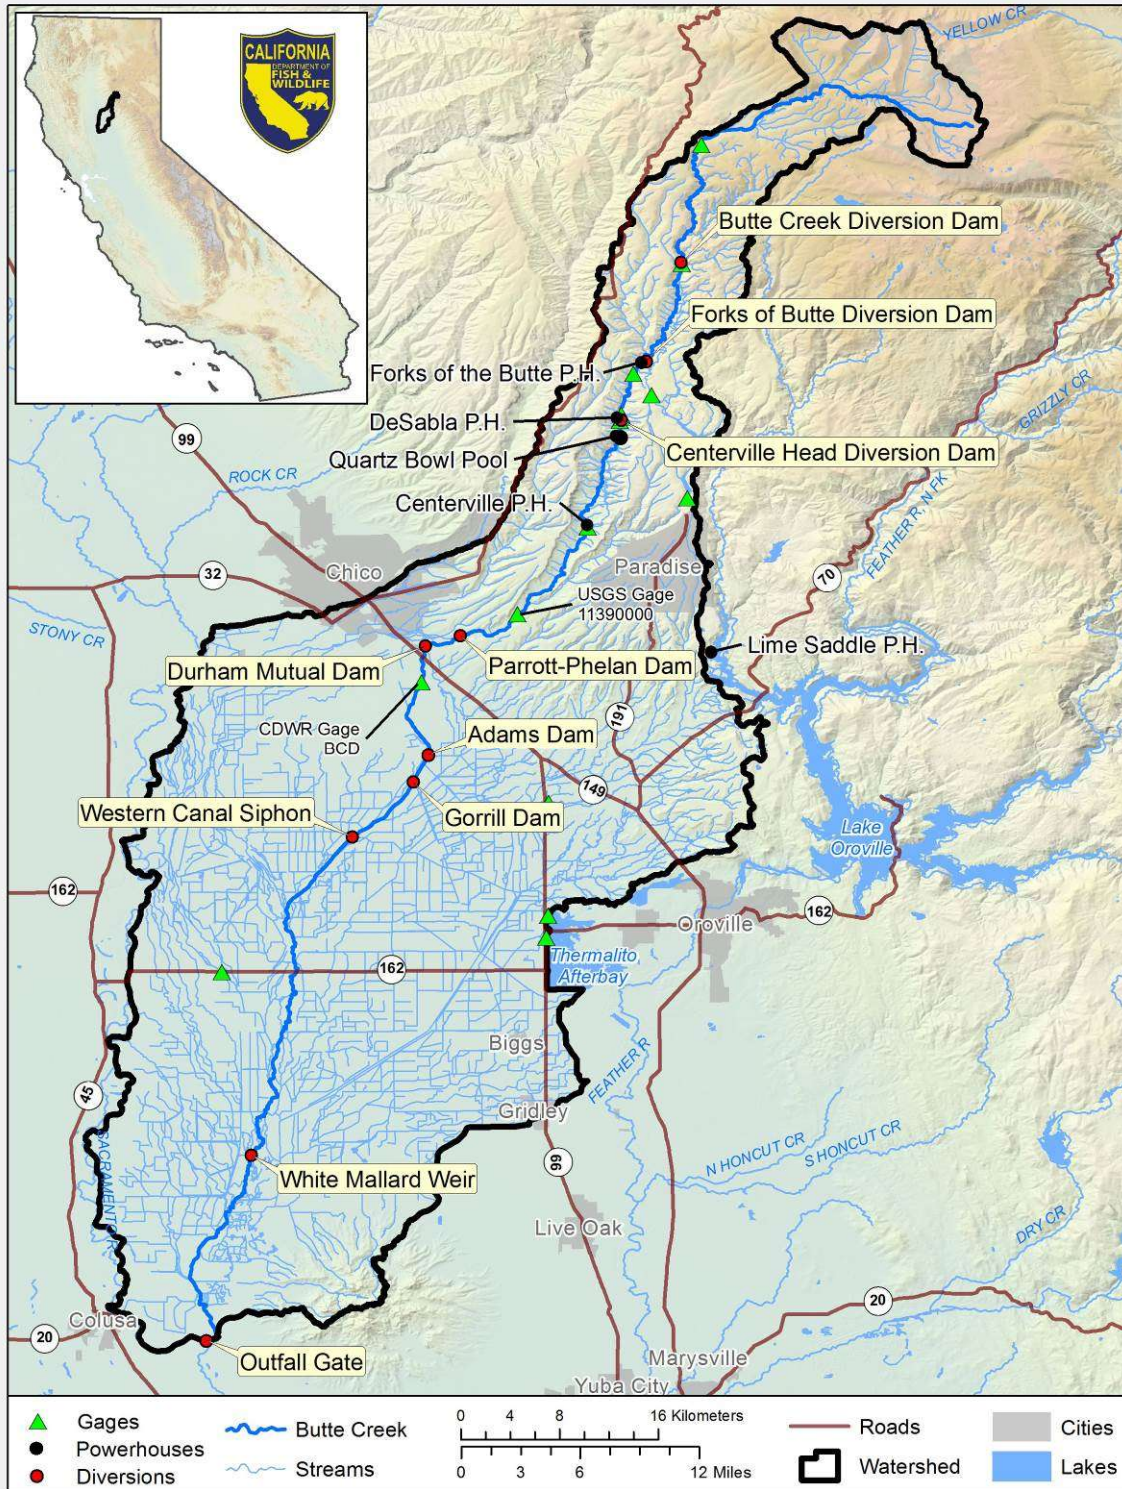 CALIFORNIA
DEPARTMENT OF
FISH &
WILDLIFE
YELLOW CR
Butte Creek Diversion Dam
Forks of Butte Diversion Dam
Forks of the Butte P.H.
GRIZZLY CR
DeSabla P.H.
99
Centerville Head Diversion Dam
Quartz Bowl Pool
ROCK CR
Centerville P.H.
FEATHER R, N FK
Paradise
70
32
Chico
USGS Gage
11390000
STONY CR
Lime Saddle P.H.
Durham Mutual Dam
Parrott-Phelan Dam
191
CDWR Gage
BCD
Adams Dam
149
Western Canal Siphon
Gorrill Dam
Lake
Oroville
162
162
Oroville
Thermalito
Afterbay
162
Biggs
FEATHER R
45
Gridley
SACRAMENTO R
N HONCUT CR
S HONCUT CR
99
White Mallard Weir
Live Oak
DRY CR
20
Colusa
20
Outfall Gate
Marysville
Yuba City
Gages
Powerhouses
Diversions
Butte Creek
Streams
0 4 8 16 Kilometers
0 3 6 12 Miles
Roads
Watershed
Cities
Lakes